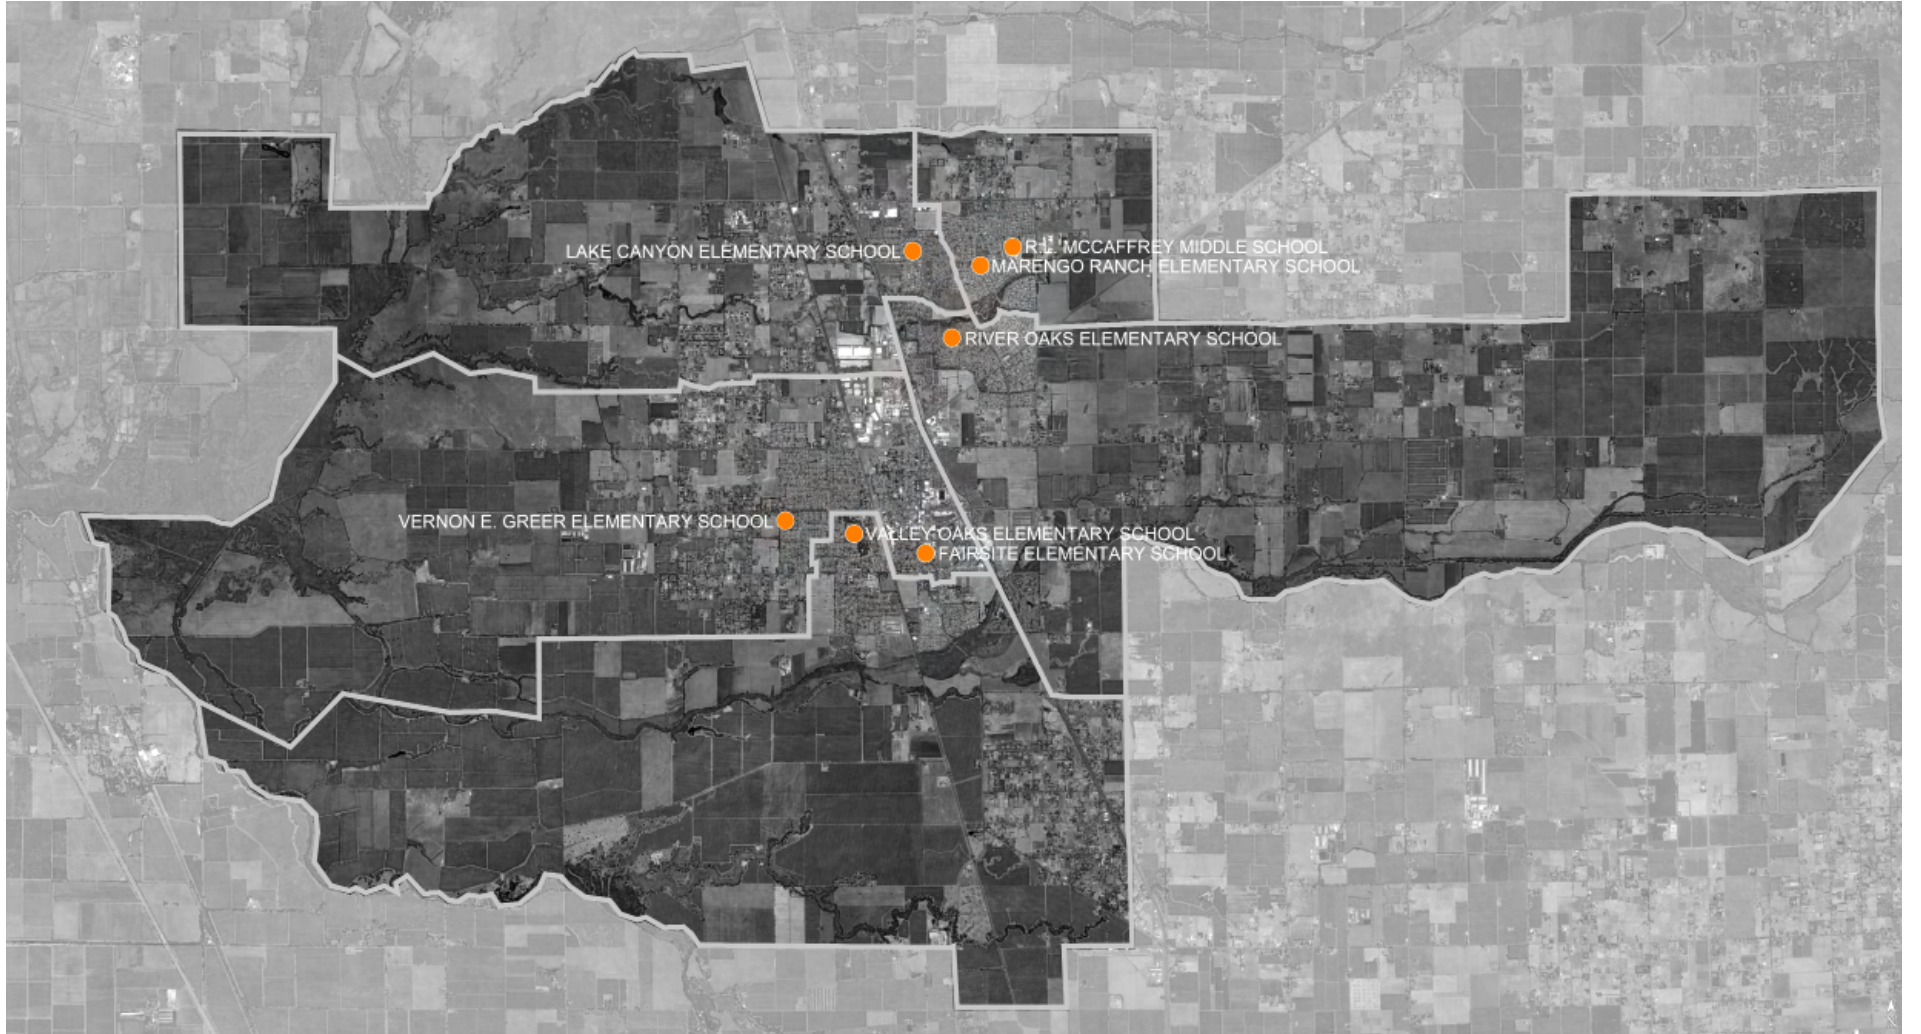 LAKE CANYON ELEMENTARY SCHOOL
R.L. MCCAFFREY MIDDLE SCHOOL
MARENGO RANCH ELEMENTARY SCHOOL
RIVER OAKS ELEMENTARY SCHOOL
VERNON E. GREER ELEMENTARY SCHOOL
VALLEY OAKS ELEMENTARY SCHOOL
FAIRSITE ELEMENTARY SCHOOL